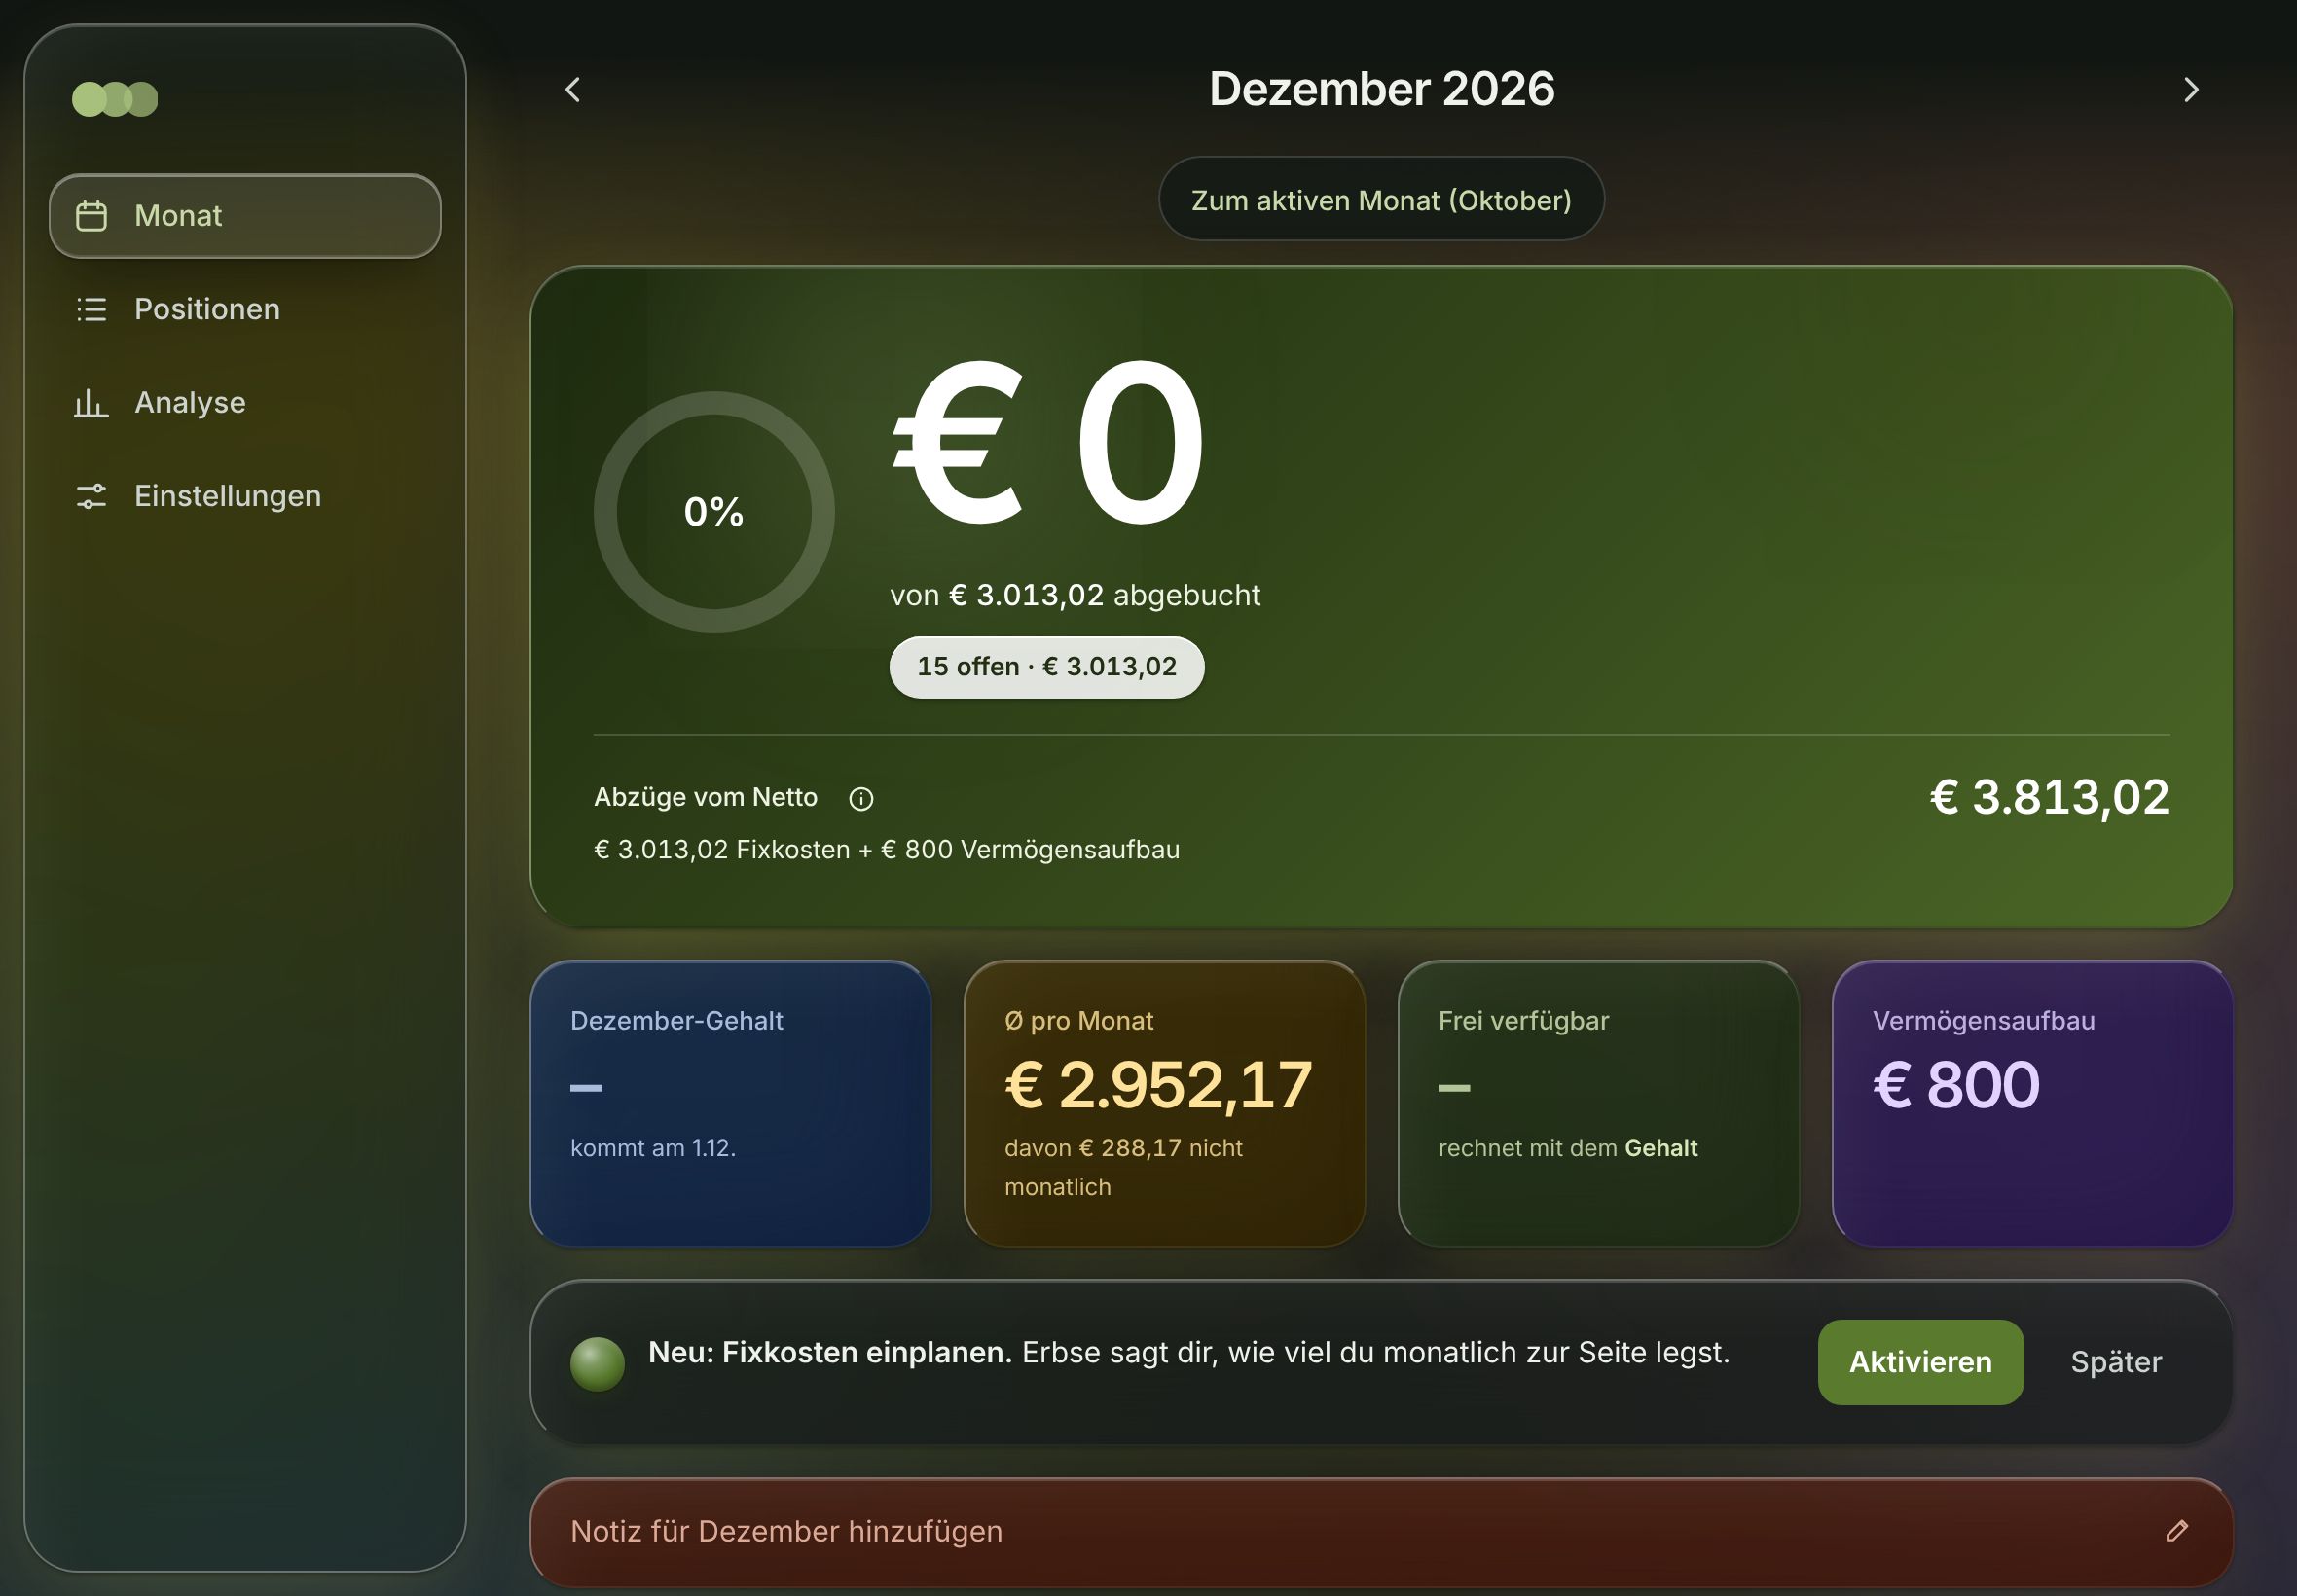 Monat
Positionen
Analyse
Einstellungen
Dezember 2026
Zum aktiven Monat (Oktober)
0%
€ 0
von € 3.013,02 abgebucht
15 offen · € 3.013,02
Abzüge vom Netto
€ 3.813,02
€ 3.013,02 Fixkosten + € 800 Vermögensaufbau
Dezember-Gehalt
–
kommt am 1.12.
Ø pro Monat
€ 2.952,17
davon € 288,17 nicht
monatlich
Frei verfügbar
–
rechnet mit dem Gehalt
Vermögensaufbau
€ 800
Neu: Fixkosten einplanen. Erbse sagt dir, wie viel du monatlich zur Seite legst.
Aktivieren
Später
Notiz für Dezember hinzufügen